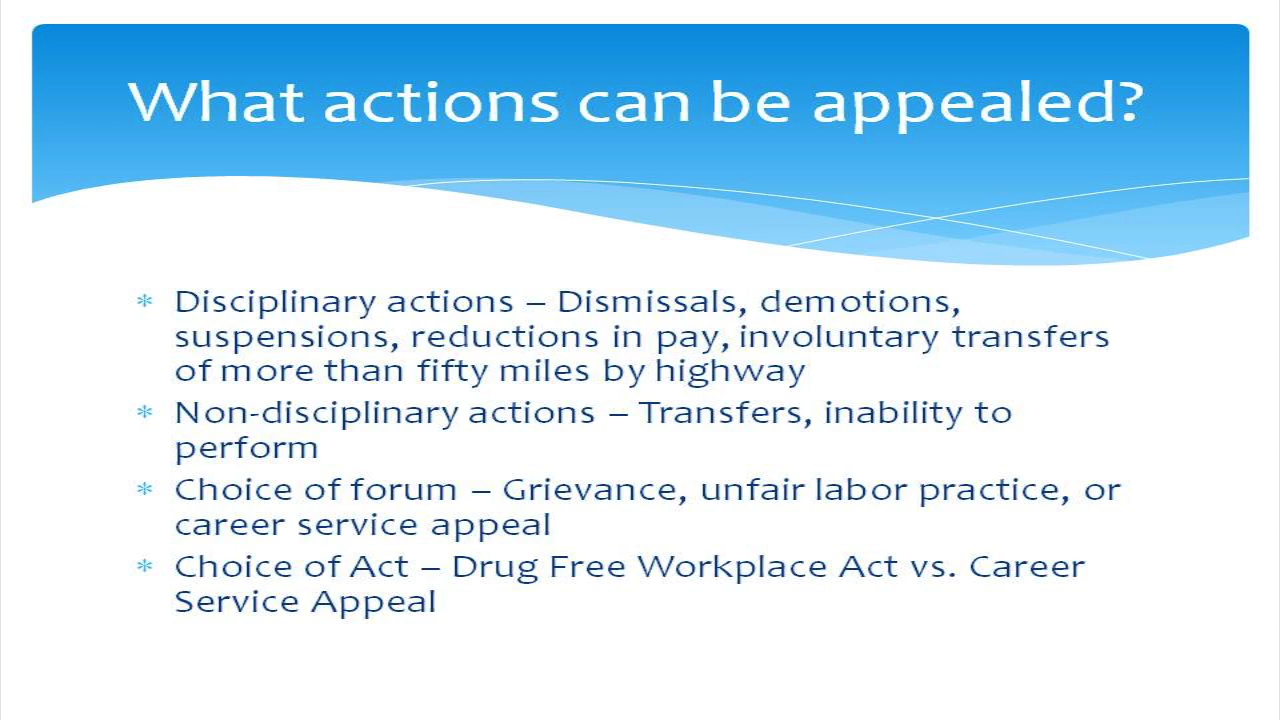 What actions can be appealed?
* Disciplinary actions – Dismissals, demotions,
suspensions, reductions in pay, involuntary transfers
of more than fifty miles by highway
* Non-disciplinary actions – Transfers, inability to
perform
* Choice of forum – Grievance, unfair labor practice, or
career service appeal
* Choice of Act – Drug Free Workplace Act vs. Career
Service Appeal